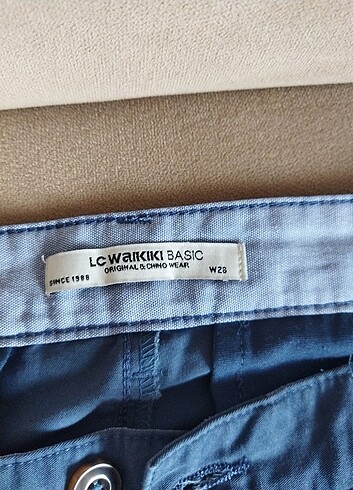 LC WAIKIKI BASIC
ORIGINAL & CHINO WEAR
SINCE 1988 W28